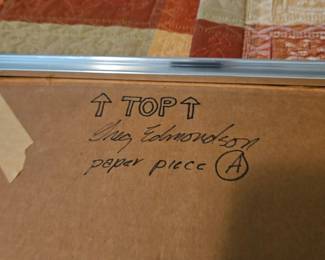 ↑ TOP ↑
Greg Edmondson
paper piece A